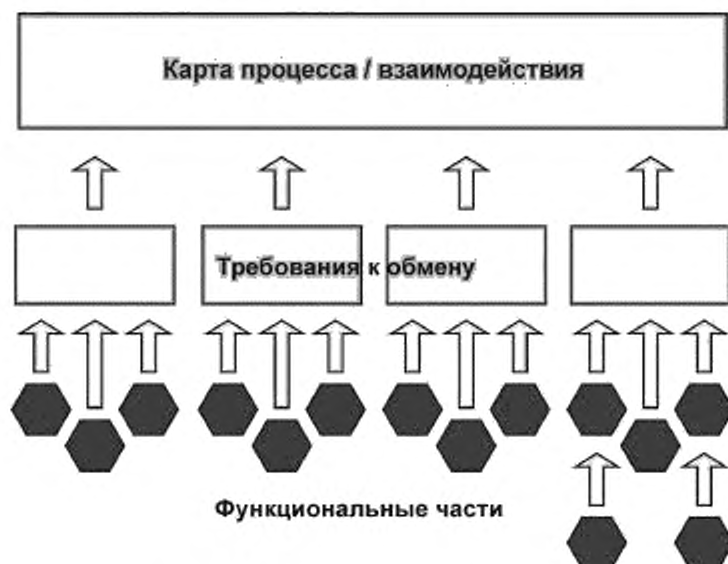 Карта процесса / взаимодействия
Требования к обмену
Функциональные части